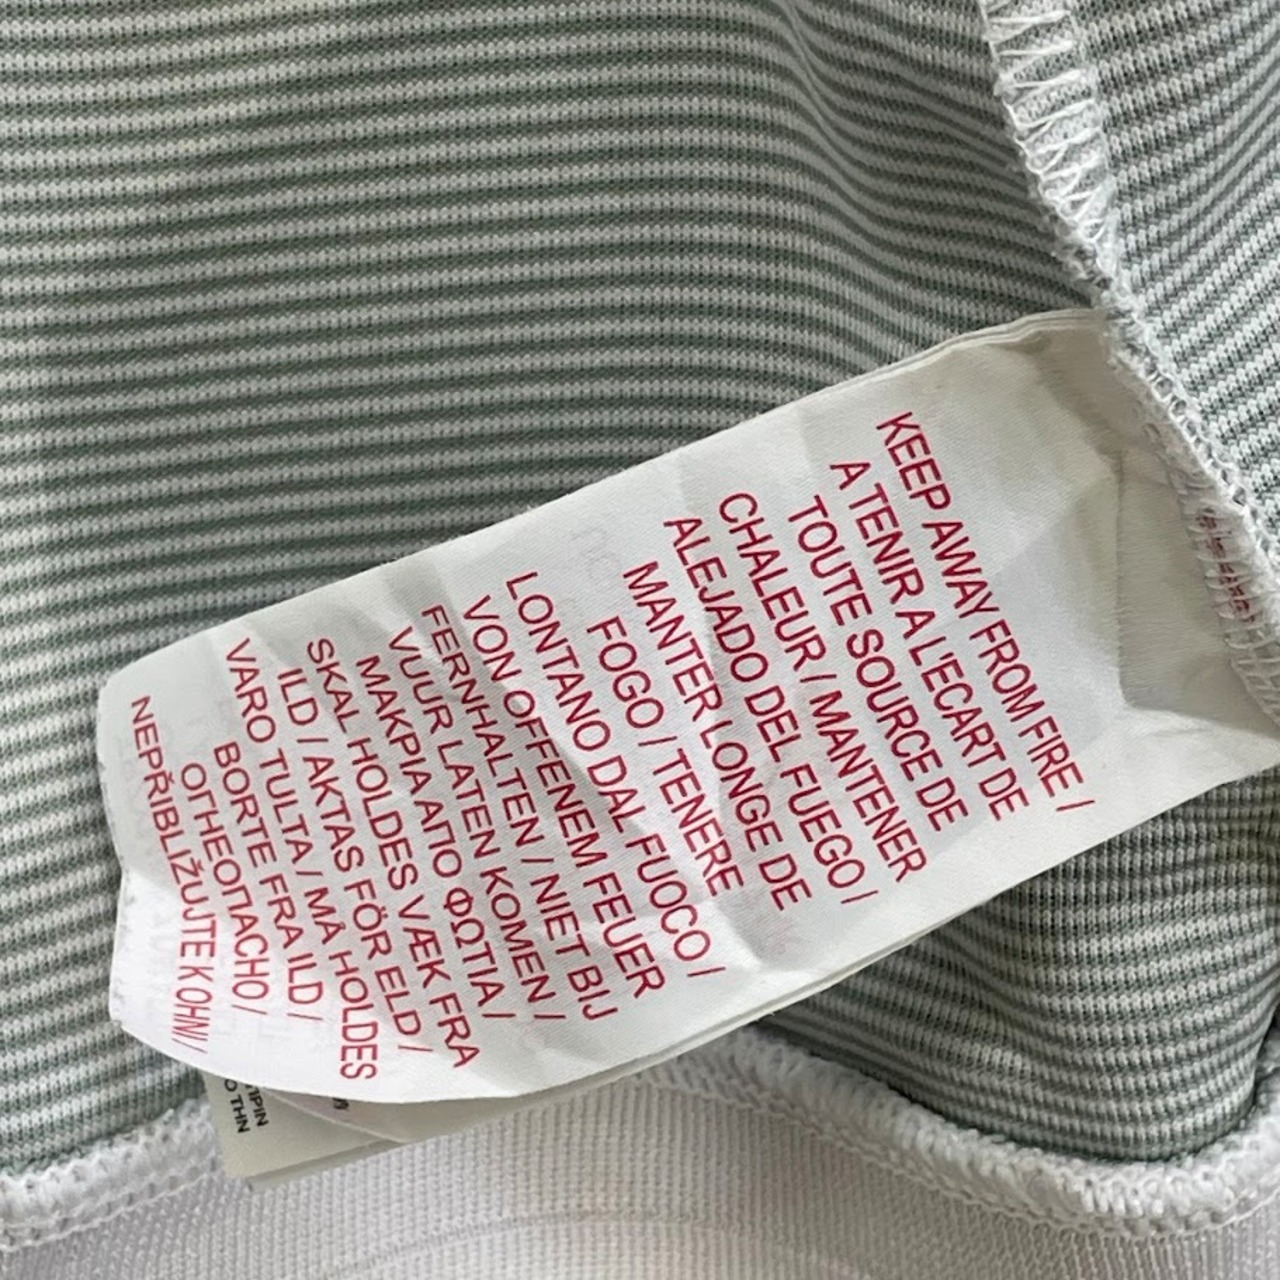 KEEP AWAY FROM FIRE /
A TENIR A L'ECART DE
TOUTE SOURCE DE
CHALEUR / MANTENER
ALEJADO DEL FUEGO /
MANTER LONGE DE
FOGO / TENERE
LONTANO DAL FUOCO /
VON OFFENEM FEUER
FERNHALTEN / NIET BIJ
VUUR LATEN KOMEN /
ΜΑΚΡΙΑ ΑΠΟ ΦΩΤΙΑ /
SKAL HOLDES VÆK FRA
ILD / AKTAS FÖR ELD /
VARO TULTA / MÅ HOLDES
BORTE FRA ILD /
ОГНЕОПАСНО /
NEPŘIBLIŽUJTE K OHNI /